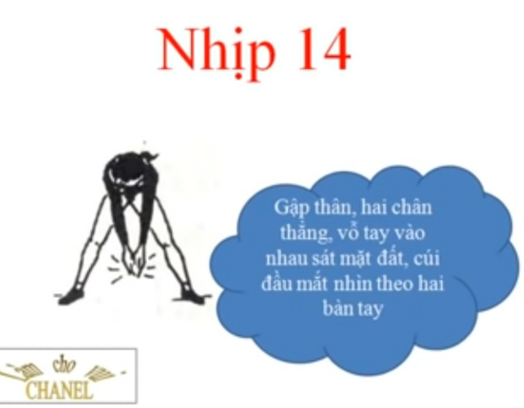 Nhịp 14
Gập thân, hai chân
thẳng, vỗ tay vào
nhau sát mặt đất, cúi
đầu mắt nhìn theo hai
bàn tay
cho
CHANEL